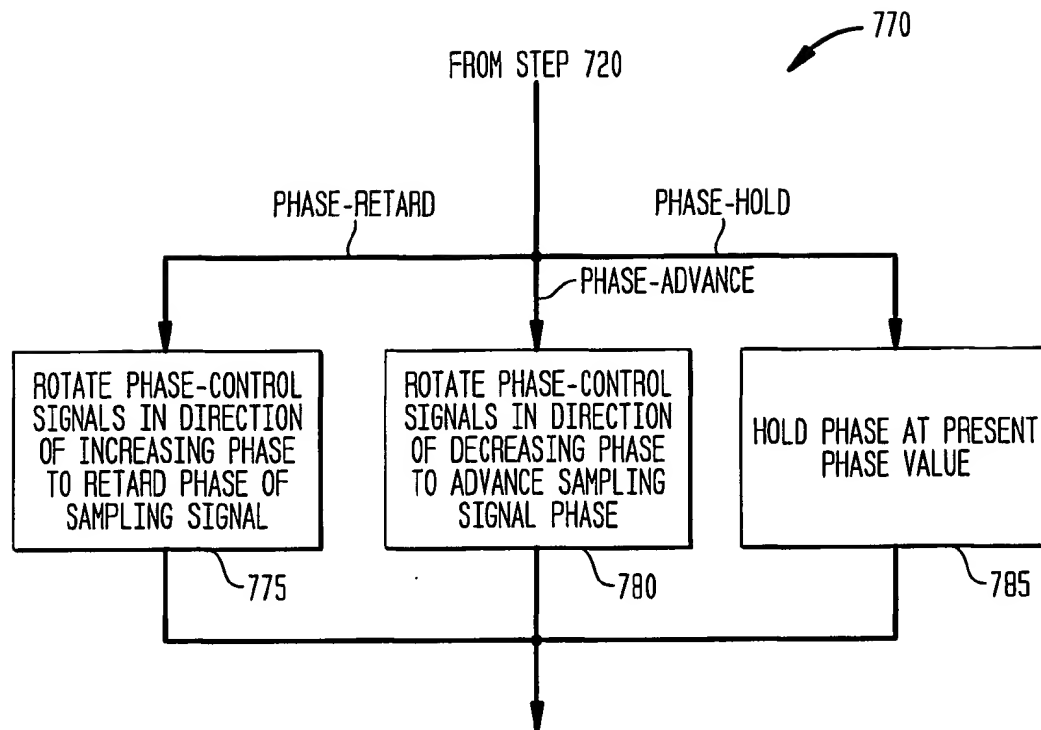 770
FROM STEP 720
PHASE-RETARD
PHASE-HOLD
PHASE-ADVANCE
ROTATE PHASE-CONTROL
SIGNALS IN DIRECTION
OF INCREASING PHASE
TO RETARD PHASE OF
SAMPLING SIGNAL
ROTATE PHASE-CONTROL
SIGNALS IN DIRECTION
OF DECREASING PHASE
TO ADVANCE SAMPLING
SIGNAL PHASE
HOLD PHASE AT PRESENT
PHASE VALUE
775
780
785